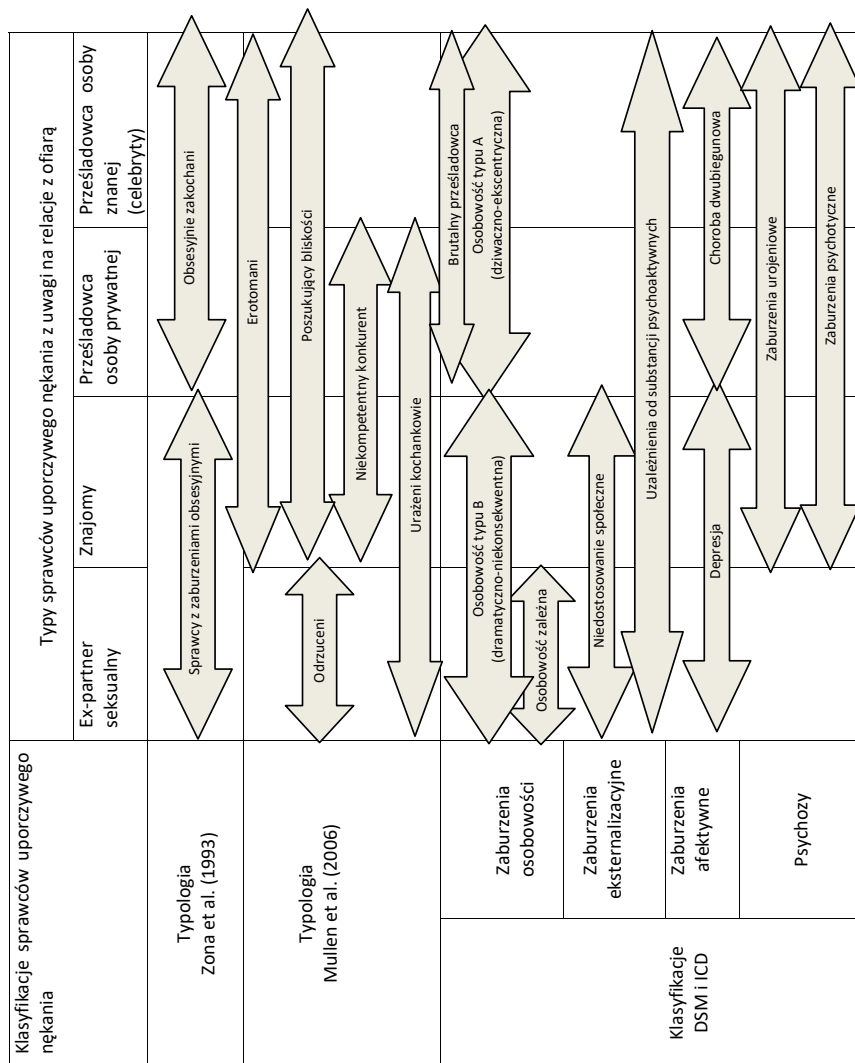 Klasyfikacje sprawców uporczywego
nękania
Typy sprawców uporczywego nękania z uwagi na relacje z ofiarą
Ex-partner
seksualny
Znajomy
Prześladowca
osoby prywatnej
Prześladowca osoby
znanej
(celebryty)
Typologia
Zona et al. (1993)
Sprawcy z zaburzeniami obsesyjnymi
Obsesyjnie zakochani
Erotomani
Typologia
Mullen et al. (2006)
Poszukujący bliskości
Odrzuceni
Niekompetentny konkurent
Urażeni kochankowie
Brutalny prześladowca
Klasyfikacje
DSM i ICD
Zaburzenia
osobowości
Osobowość typu B
(dramatyczno-niekonsekwentna)
Osobowość typu A
(dziwaczno-ekscentryczna)
Osobowość zależna
Zaburzenia
eksternalizacyjne
Niedostosowanie społeczne
Uzależnienia od substancji psychoaktywnych
Zaburzenia
afektywne
Depresja
Choroba dwubiegunowa
Psychozy
Zaburzenia urojeniowe
Zaburzenia psychotyczne